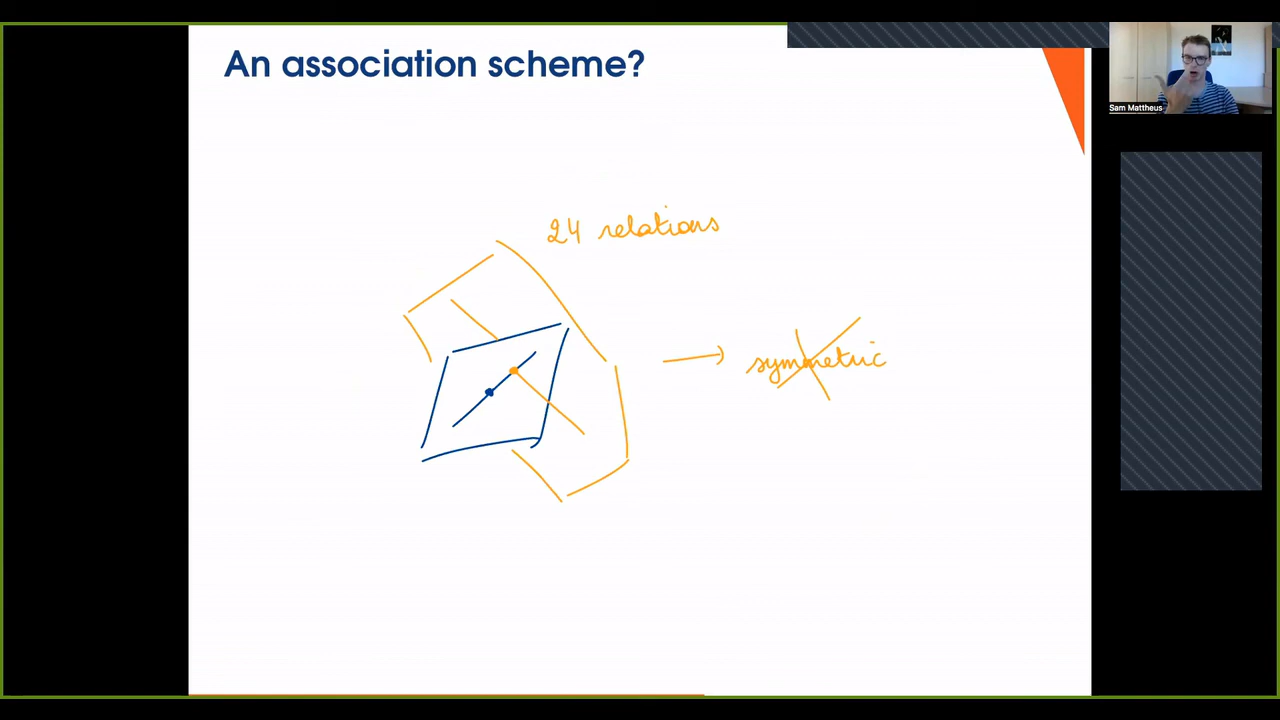 An association scheme?
Sam Mattheus
24 relations
symmetric